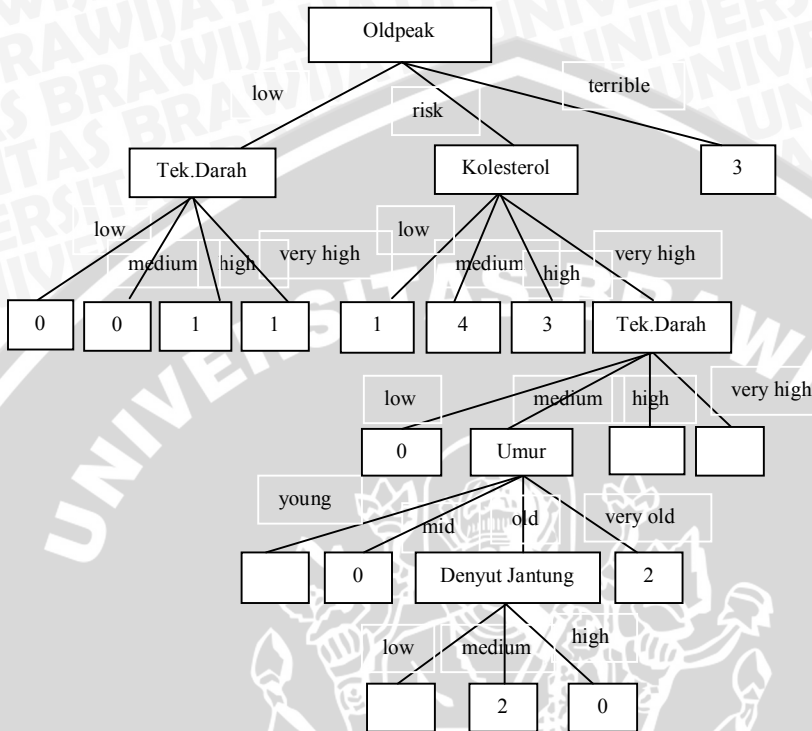 Oldpeak
low
risk
terrible
Tek.Darah
Kolesterol
3
low
medium
high
very high
low
medium
high
very high
0
0
1
1
1
4
3
Tek.Darah
low
medium
high
very high
0
Umur
young
mid
old
very old
0
Denyut Jantung
2
low
medium
high
2
0
UNIVERSITAS BRAWIJAYA